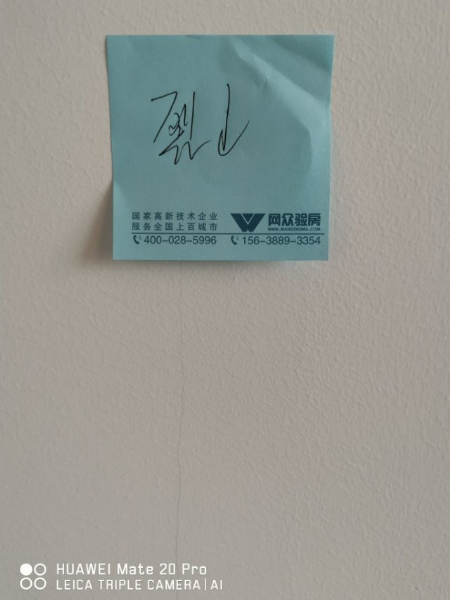 国家高新技术企业
服务全国上百城市
网众验房
400-028-5996
156-3889-3354
HUAWEI Mate 20 Pro
LEICA TRIPLE CAMERA | AI